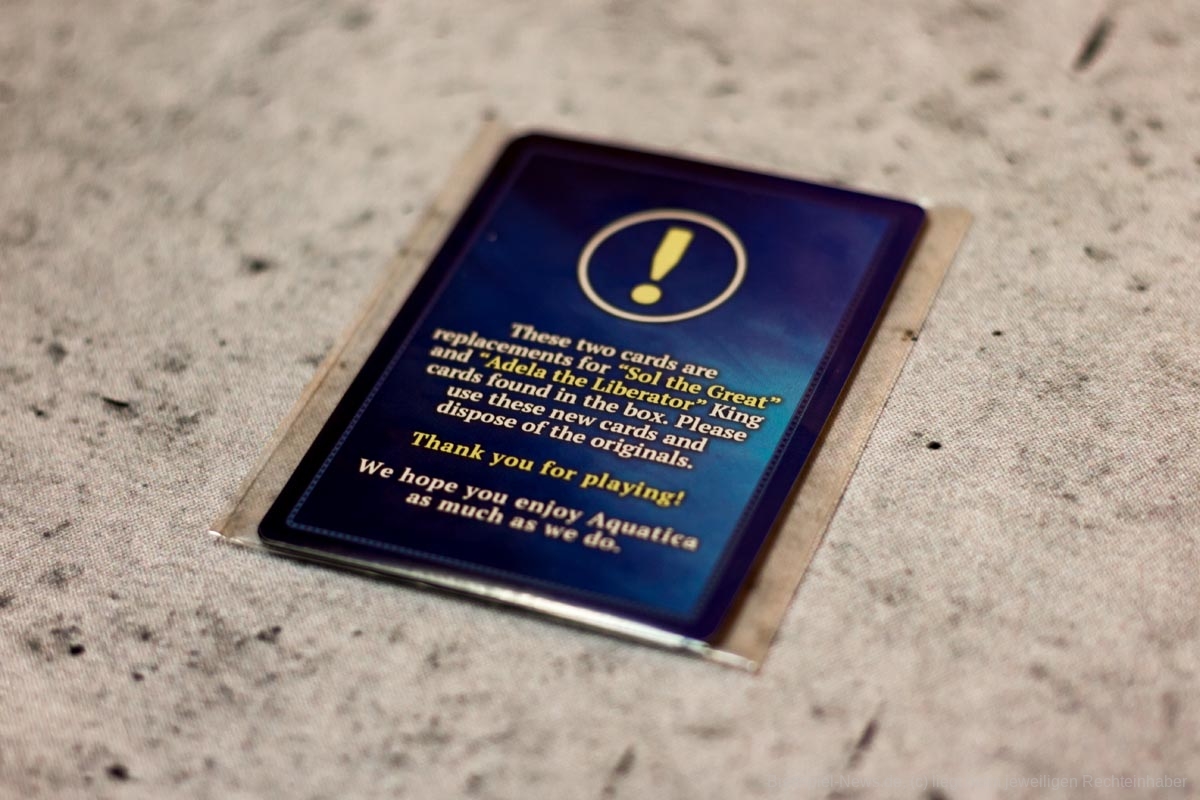 !
These two cards are
replacements for “Sol the Great”
and “Adela the Liberator” King
cards found in the box. Please
use these new cards and
dispose of the originals.
Thank you for playing!
We hope you enjoy Aquatica
as much as we do.
jeweiligen Rechteinhaber